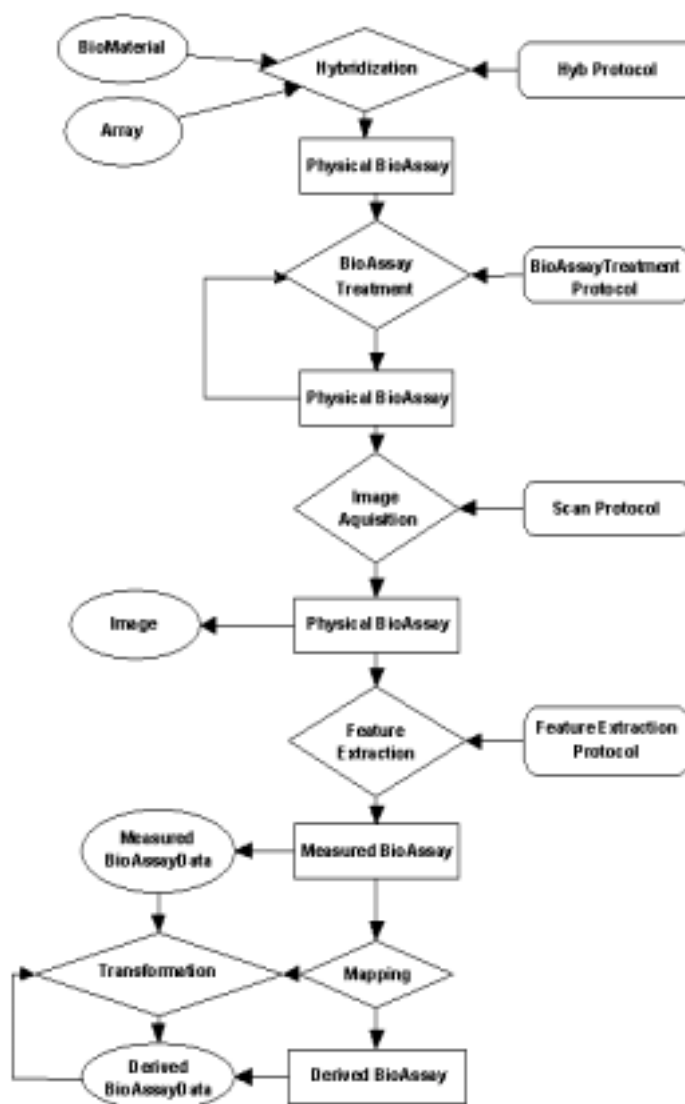 BioMaterial
Hybridization
Hyb Protocol
Array
Physical BioAssay
BioAssay
Treatment
BioAssayTreatment
Protocol
Physical BioAssay
Image
Aquisition
Scan Protocol
Image
Physical BioAssay
Feature
Extraction
Feature Extraction
Protocol
Measured
BioAssayData
Measured BioAssay
Transformation
Mapping
Derived
BioAssayData
Derived BioAssay